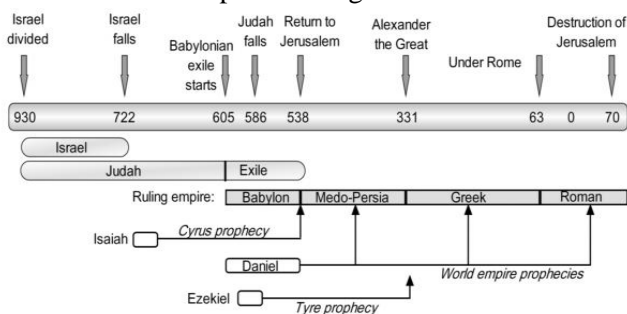 Israel
divided
Israel
falls
Babylonian
exile
starts
Judah
falls
Return to
Jerusalem
Alexander
the Great
Under Rome
Destruction of
Jerusalem
930 722 605 586 538 331 63 0 70
Israel
Judah Exile
Ruling empire: Babylon Medo-Persia Greek Roman
Isaiah Cyrus prophecy
Daniel World empire prophecies
Ezekiel Tyre prophecy